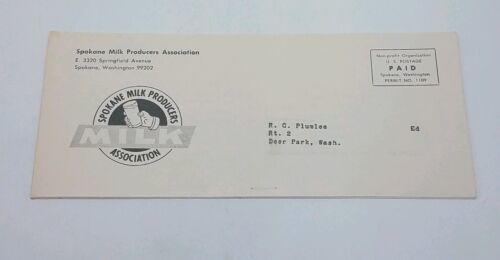 Spokane Milk Producers Association
E. 3320 Springfield Avenue
Spokane, Washington 99202
Non-profit Organization
U. S. POSTAGE
PAID
Spokane, Washington
PERMIT NO. 1109
SPOKANE MILK PRODUCERS
MILK
ASSOCIATION
R. C. Plumlee
Ed
Rt. 2
Deer Park, Wash.